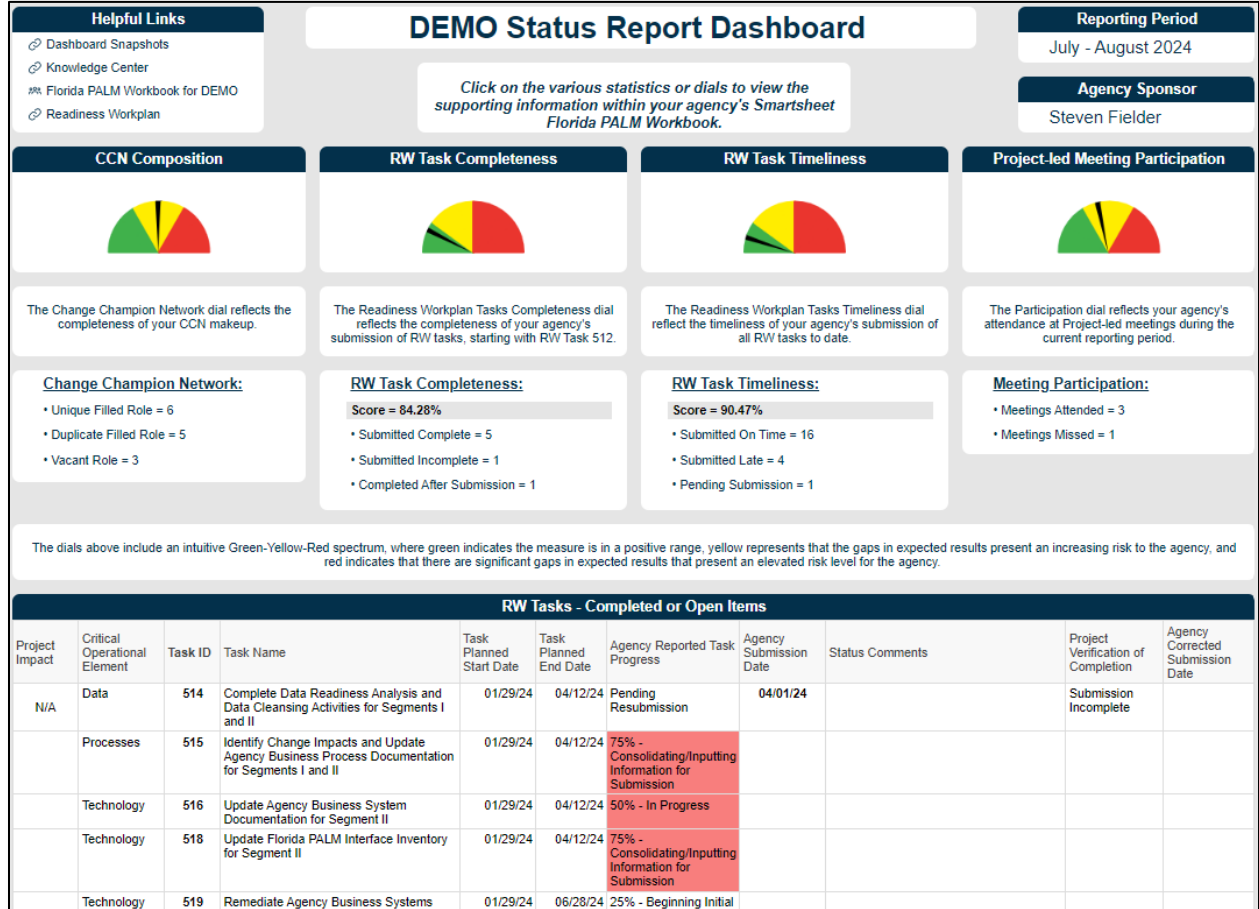 Helpful Links
Dashboard Snapshots
Knowledge Center
Florida PALM Workbook for DEMO
Readiness Workplan
DEMO Status Report Dashboard
Click on the various statistics or dials to view the
supporting information within your agency's Smartsheet
Florida PALM Workbook.
Reporting Period
July - August 2024
Agency Sponsor
Steven Fielder
CCN Composition
RW Task Completeness
RW Task Timeliness
Project-led Meeting Participation
The Change Champion Network dial reflects the
completeness of your CCN makeup.
The Readiness Workplan Tasks Completeness dial
reflects the completeness of your agency's
submission of RW tasks, starting with RW Task 512.
The Readiness Workplan Tasks Timeliness dial
reflect the timeliness of your agency's submission of
all RW tasks to date.
The Participation dial reflects your agency's
attendance at Project-led meetings during the
current reporting period.
Change Champion Network:
• Unique Filled Role = 6
• Duplicate Filled Role = 5
• Vacant Role = 3
RW Task Completeness:
Score = 84.28%
• Submitted Complete = 5
• Submitted Incomplete = 1
• Completed After Submission = 1
RW Task Timeliness:
Score = 90.47%
• Submitted On Time = 16
• Submitted Late = 4
• Pending Submission = 1
Meeting Participation:
• Meetings Attended = 3
• Meetings Missed = 1
The dials above include an intuitive Green-Yellow-Red spectrum, where green indicates the measure is in a positive range, yellow represents that the gaps in expected results present an increasing risk to the agency, and
red indicates that there are significant gaps in expected results that present an elevated risk level for the agency.
RW Tasks - Completed or Open Items
Project
Impact
Critical
Operational
Element
Task ID
Task Name
Task
Planned
Start Date
Task
Planned
End Date
Agency Reported Task
Progress
Agency
Submission
Date
Status Comments
Project
Verification of
Completion
Agency
Corrected
Submission
Date
N/A
Data
514
Complete Data Readiness Analysis and
Data Cleansing Activities for Segments I
and II
01/29/24
04/12/24
Pending
Resubmission
04/01/24
Submission
Incomplete
Processes
515
Identify Change Impacts and Update
Agency Business Process Documentation
for Segments I and II
01/29/24
04/12/24
75% -
Consolidating/Inputting
Information for
Submission
Technology
516
Update Agency Business System
Documentation for Segment II
01/29/24
04/12/24
50% - In Progress
Technology
518
Update Florida PALM Interface Inventory
for Segment II
01/29/24
04/12/24
75% -
Consolidating/Inputting
Information for
Submission
Technology
519
Remediate Agency Business Systems
01/29/24
06/28/24
25% - Beginning Initial